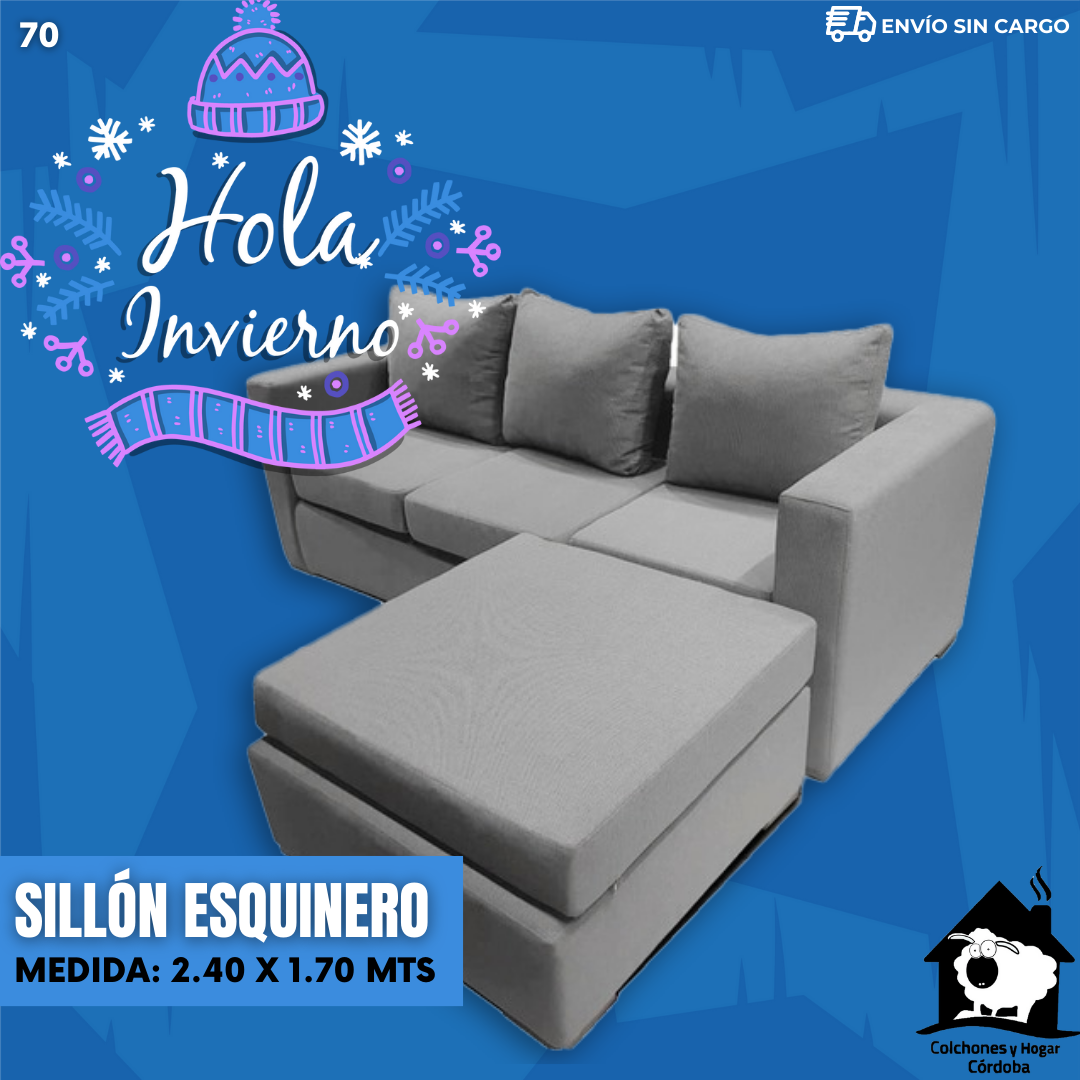 70
ENVÍO SIN CARGO
Hola
Invierno
SILLÓN ESQUINERO
MEDIDA: 2.40 X 1.70 MTS
Colchones y Hogar
Córdoba